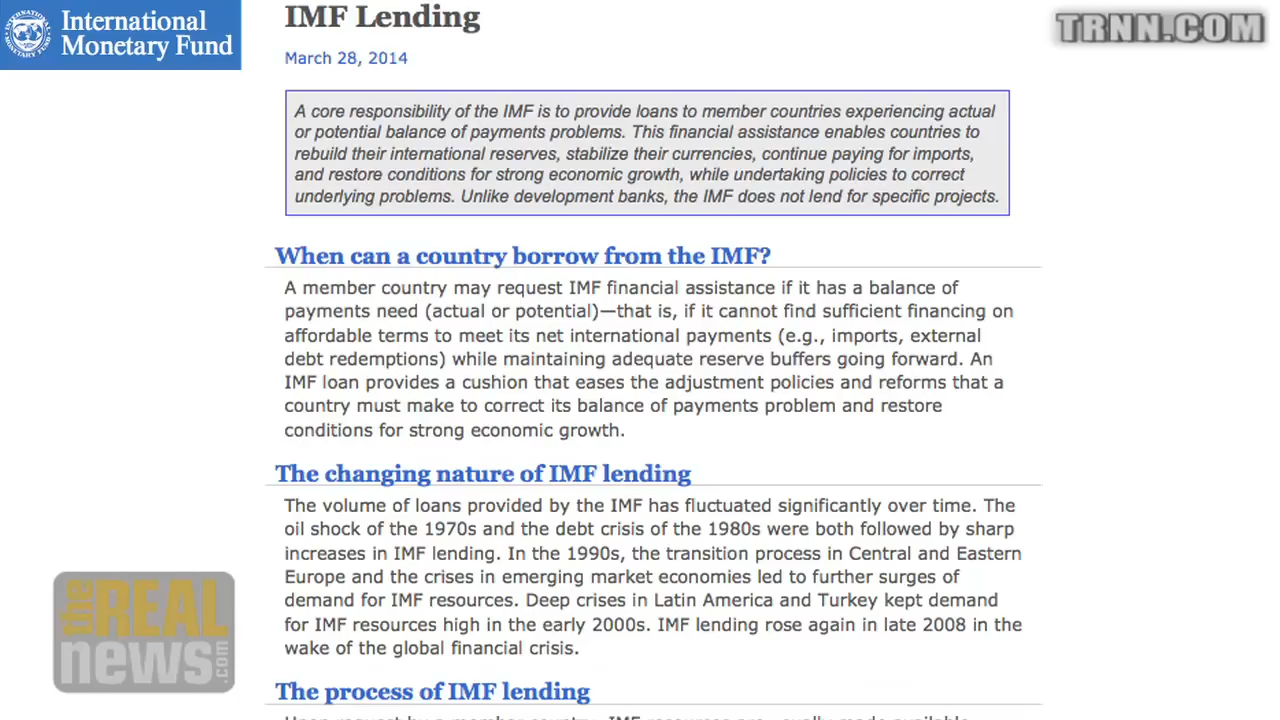 International
Monetary Fund
IMF Lending
TRNN.COM
March 28, 2014
A core responsibility of the IMF is to provide loans to member countries experiencing actual
or potential balance of payments problems. This financial assistance enables countries to
rebuild their international reserves, stabilize their currencies, continue paying for imports,
and restore conditions for strong economic growth, while undertaking policies to correct
underlying problems. Unlike development banks, the IMF does not lend for specific projects.
When can a country borrow from the IMF?
A member country may request IMF financial assistance if it has a balance of
payments need (actual or potential)—that is, if it cannot find sufficient financing on
affordable terms to meet its net international payments (e.g., imports, external
debt redemptions) while maintaining adequate reserve buffers going forward. An
IMF loan provides a cushion that eases the adjustment policies and reforms that a
country must make to correct its balance of payments problem and restore
conditions for strong economic growth.
The changing nature of IMF lending
The volume of loans provided by the IMF has fluctuated significantly over time. The
oil shock of the 1970s and the debt crisis of the 1980s were both followed by sharp
increases in IMF lending. In the 1990s, the transition process in Central and Eastern
Europe and the crises in emerging market economies led to further surges of
demand for IMF resources. Deep crises in Latin America and Turkey kept demand
for IMF resources high in the early 2000s. IMF lending rose again in late 2008 in the
wake of the global financial crisis.
the REAL
news.com
The process of IMF lending
Upon request by a member country, IMF resources are usually made available